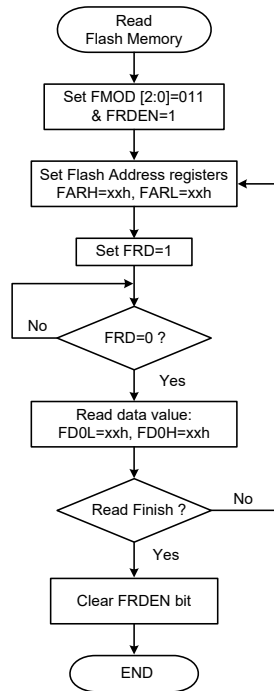 Read
Flash Memory
Set FMOD [2:0]=011
& FRDEN=1
Set Flash Address registers
FARH=xxh, FARL=xxh
Set FRD=1
No
FRD=0 ?
Yes
Read data value:
FD0L=xxh, FD0H=xxh
No
Read Finish ?
Yes
Clear FRDEN bit
END